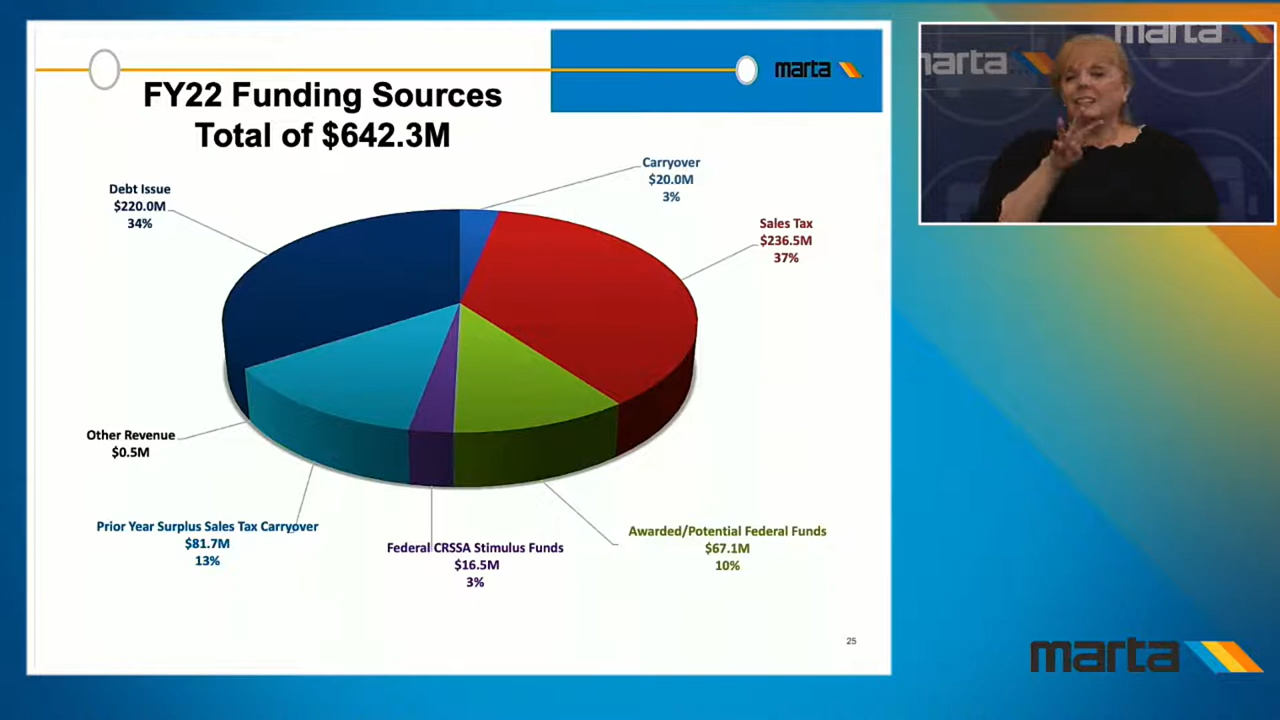 FY22 Funding Sources
Total of $642.3M
marta
Carryover
$20.0M
3%
Debt Issue
$220.0M
34%
Sales Tax
$236.5M
37%
Other Revenue
$0.5M
Prior Year Surplus Sales Tax Carryover
$81.7M
13%
Federal CRSSA Stimulus Funds
$16.5M
3%
Awarded/Potential Federal Funds
$67.1M
10%
25
marta
marta
marta